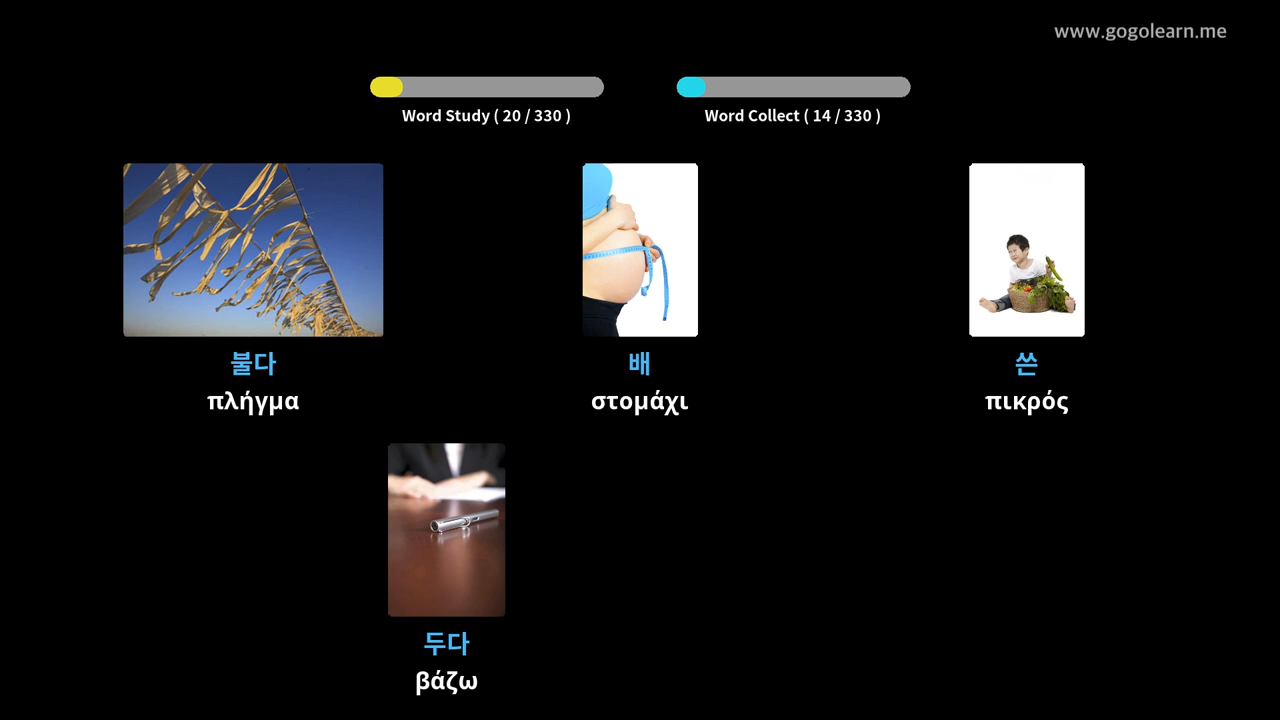 www.gogolearn.me
Word Study ( 20 / 330 )
Word Collect ( 14 / 330 )
불다
πλήγμα
배
στομάχι
쓴
πικρός
두다
βάζω